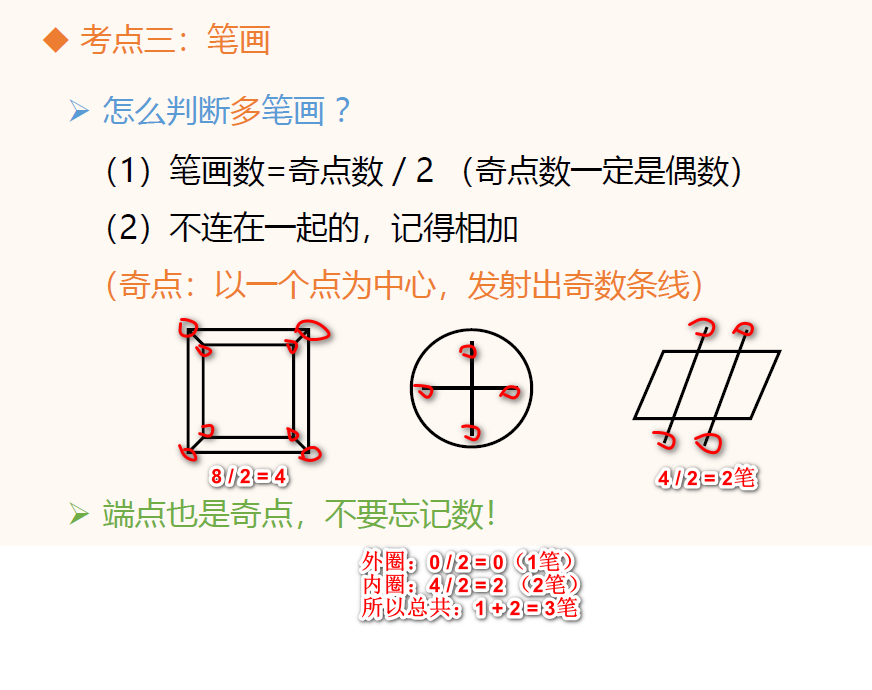 考点三：笔画
怎么判断多笔画？
（1）笔画数=奇点数 / 2 （奇点数一定是偶数）
（2）不连在一起的，记得相加
（奇点：以一个点为中心，发射出奇数条线）
8 / 2 = 4
4 / 2 = 2笔
端点也是奇点，不要忘记数！
外圈：0 / 2 = 0（1笔）
内圈：4 / 2 = 2 （2笔）
所以总共：1 + 2 = 3笔